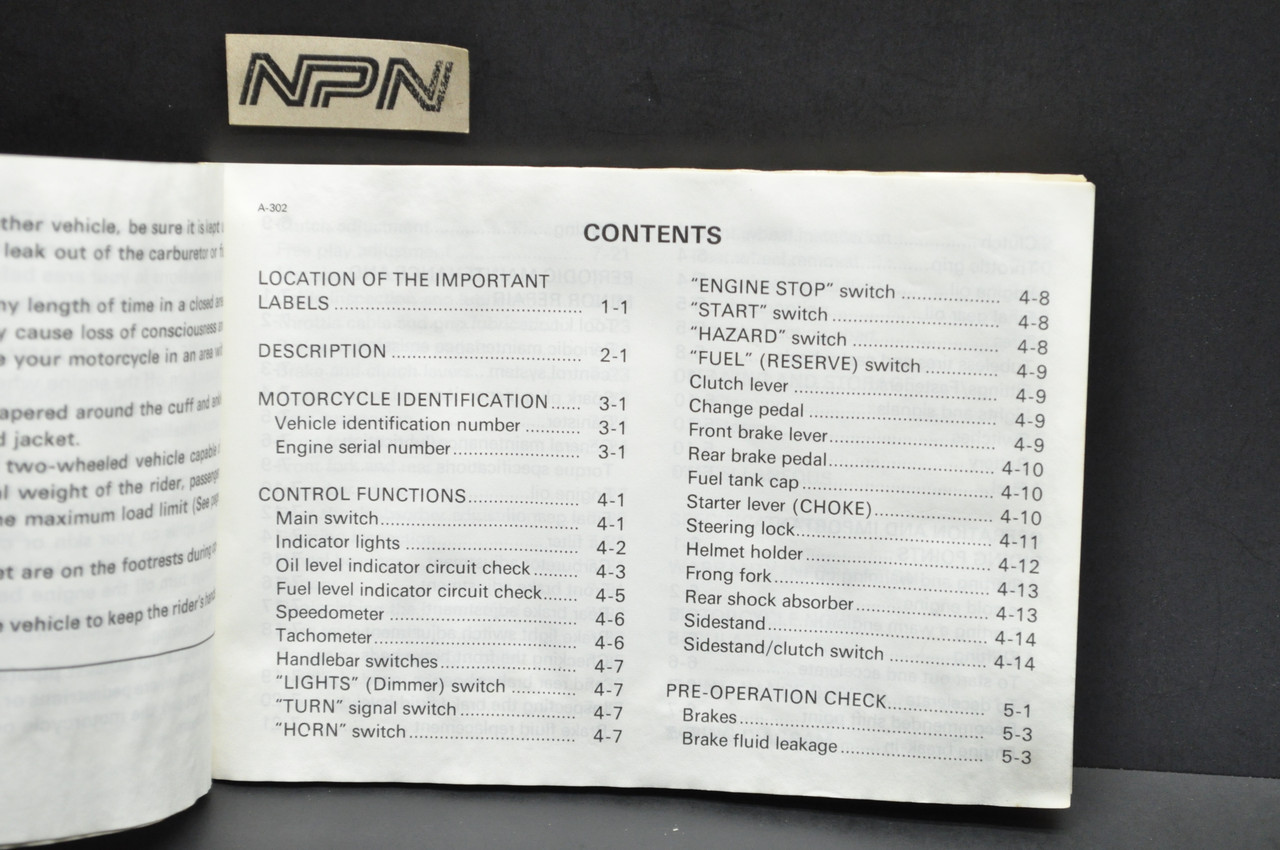 NPN
ther vehicle, be sure it is kept
leak out of the carburetor or
ny length of time in a closed
cause loss of consciousness
your motorcycle in an area
apered around the cuff and
d jacket.
two-wheeled vehicle capable
weight of the rider, passenger
e maximum load limit (See
et are on the footrests during
vehicle to keep the rider's hand
A-302
CONTENTS
LOCATION OF THE IMPORTANT
LABELS .......... 1-1
DESCRIPTION .......... 2-1
MOTORCYCLE IDENTIFICATION ...... 3-1
Vehicle identification number .......... 3-1
Engine serial number .......... 3-1
CONTROL FUNCTIONS .......... 4-1
Main switch .......... 4-1
Indicator lights .......... 4-2
Oil level indicator circuit check .......... 4-3
Fuel level indicator circuit check ...... 4-5
Speedometer .......... 4-6
Tachometer .......... 4-6
Handlebar switches .......... 4-7
"LIGHTS" (Dimmer) switch .......... 4-7
"TURN" signal switch .......... 4-7
"HORN" switch .......... 4-7
"ENGINE STOP" switch .......... 4-8
"START" switch .......... 4-8
"HAZARD" switch .......... 4-8
"FUEL" (RESERVE) switch .......... 4-9
Clutch lever .......... 4-9
Change pedal .......... 4-9
Front brake lever .......... 4-9
Rear brake pedal .......... 4-10
Fuel tank cap .......... 4-10
Starter lever (CHOKE) .......... 4-10
Steering lock .......... 4-11
Helmet holder .......... 4-12
Frong fork .......... 4-13
Rear shock absorber .......... 4-13
Sidestand .......... 4-14
Sidestand/clutch switch .......... 4-14
PRE-OPERATION CHECK .......... 5-1
Brakes .......... 5-3
Brake fluid leakage .......... 5-3